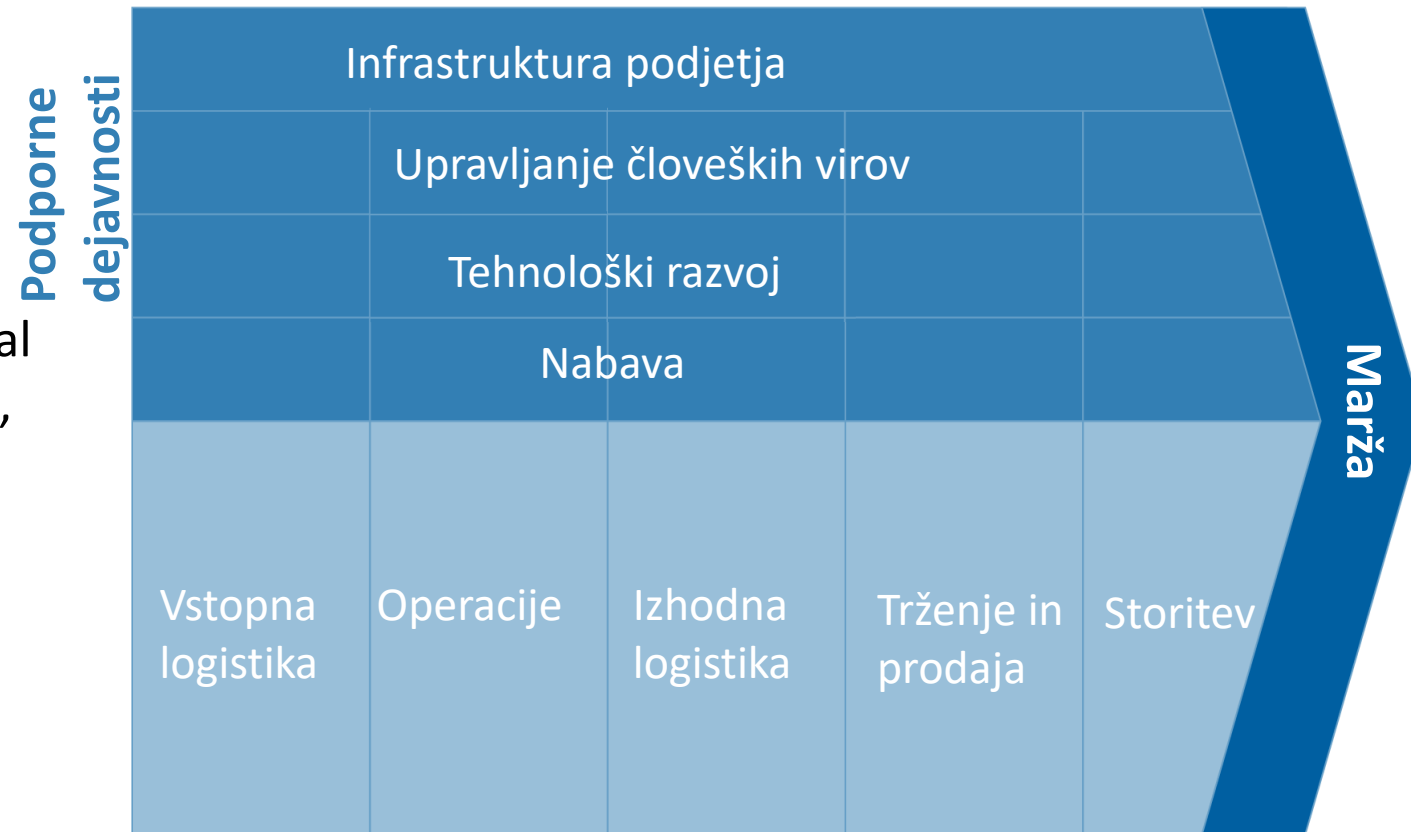 Podporne
dejavnosti
al
,
Infrastruktura podjetja
Upravljanje človeških virov
Tehnološki razvoj
Nabava
Vstopna
logistika
Operacije
Izhodna
logistika
Trženje in
prodaja
Storitev
Marža